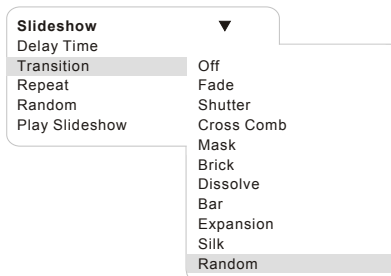 Slideshow ▼
Delay Time
Transition
Repeat
Random
Play Slideshow
Off
Fade
Shutter
Cross Comb
Mask
Brick
Dissolve
Bar
Expansion
Silk
Random